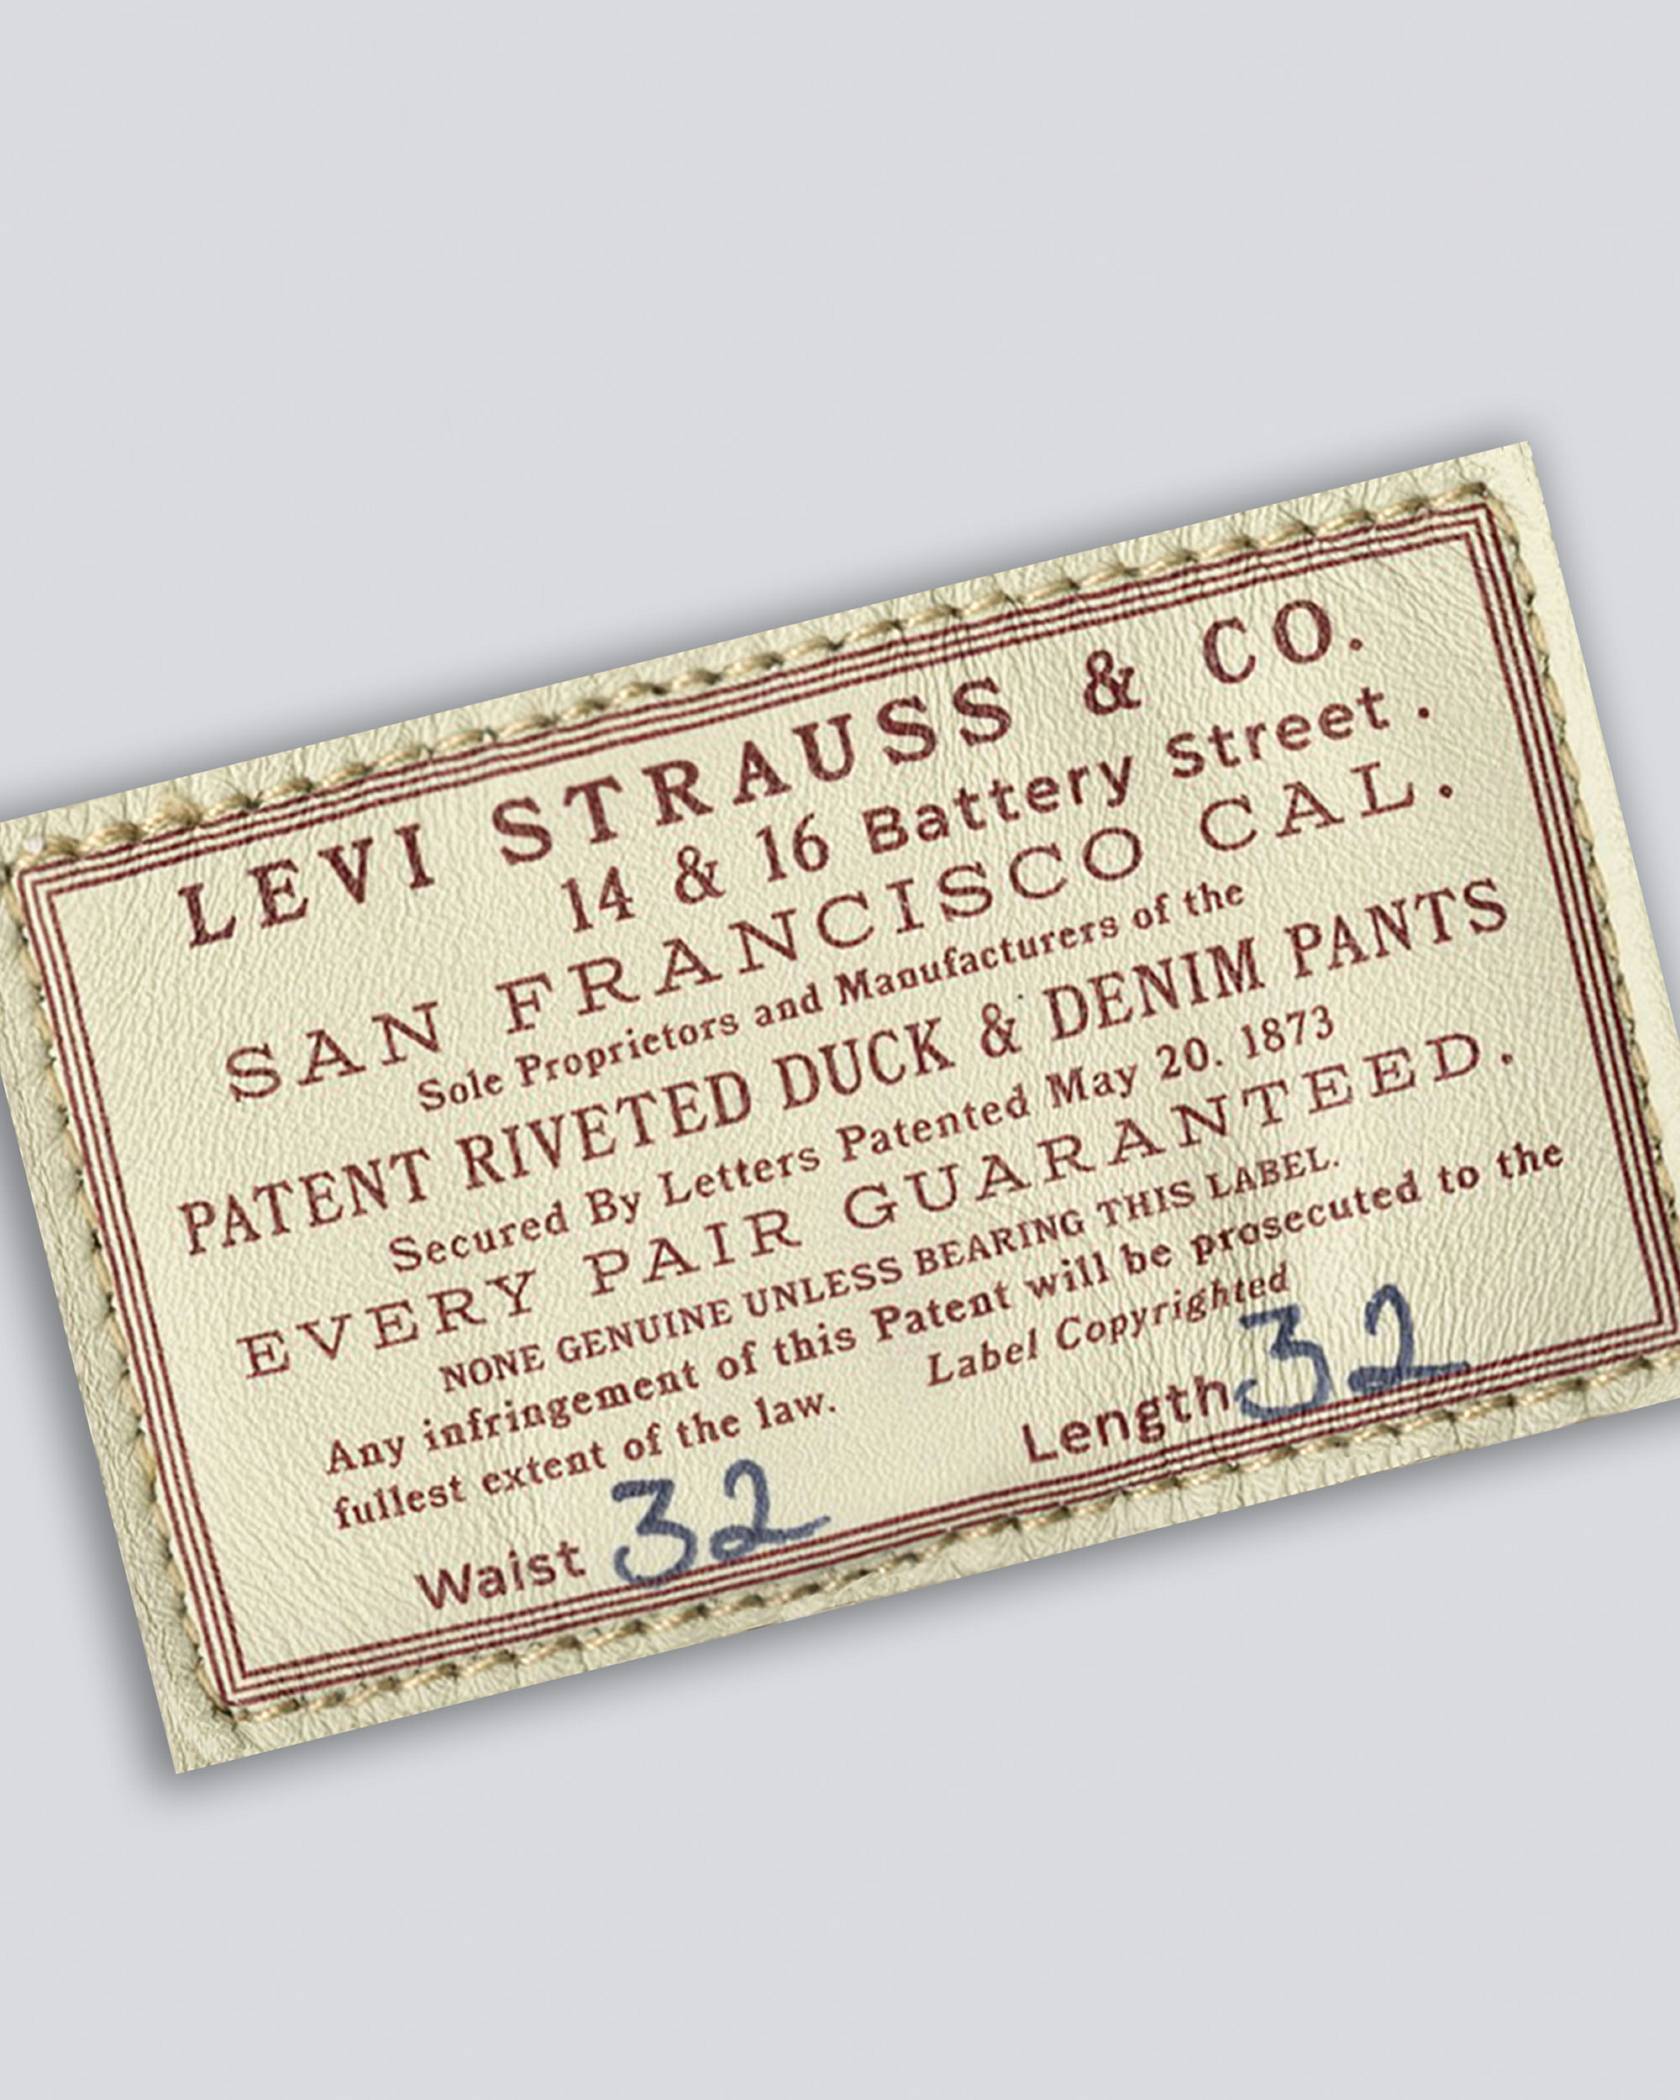 LEVI STRAUSS & CO.
14 & 16 Battery Street.
SAN FRANCISCO CAL.
Sole Proprietors and Manufacturers of the
PATENT RIVETED DUCK & DENIM PANTS
Secured By Letters Patented May 20. 1873
EVERY PAIR GUARANTEED.
NONE GENUINE UNLESS BEARING THIS LABEL.
Any infringement of this Patent will be prosecuted to the
fullest extent of the law. Label Copyrighted
Waist 32 Length 32